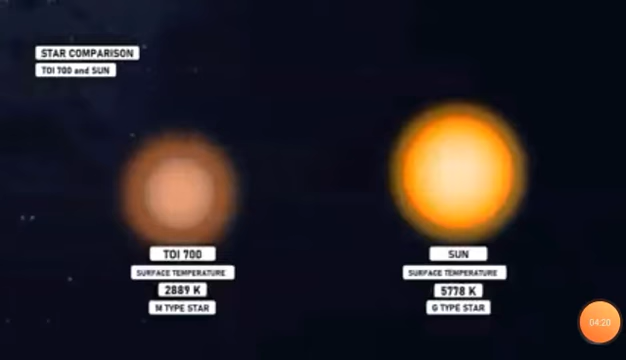 STAR COMPARISON
TOI 700 and SUN
TOI 700
SURFACE TEMPERATURE
2889 K
M TYPE STAR
SUN
SURFACE TEMPERATURE
5778 K
G TYPE STAR
04:20